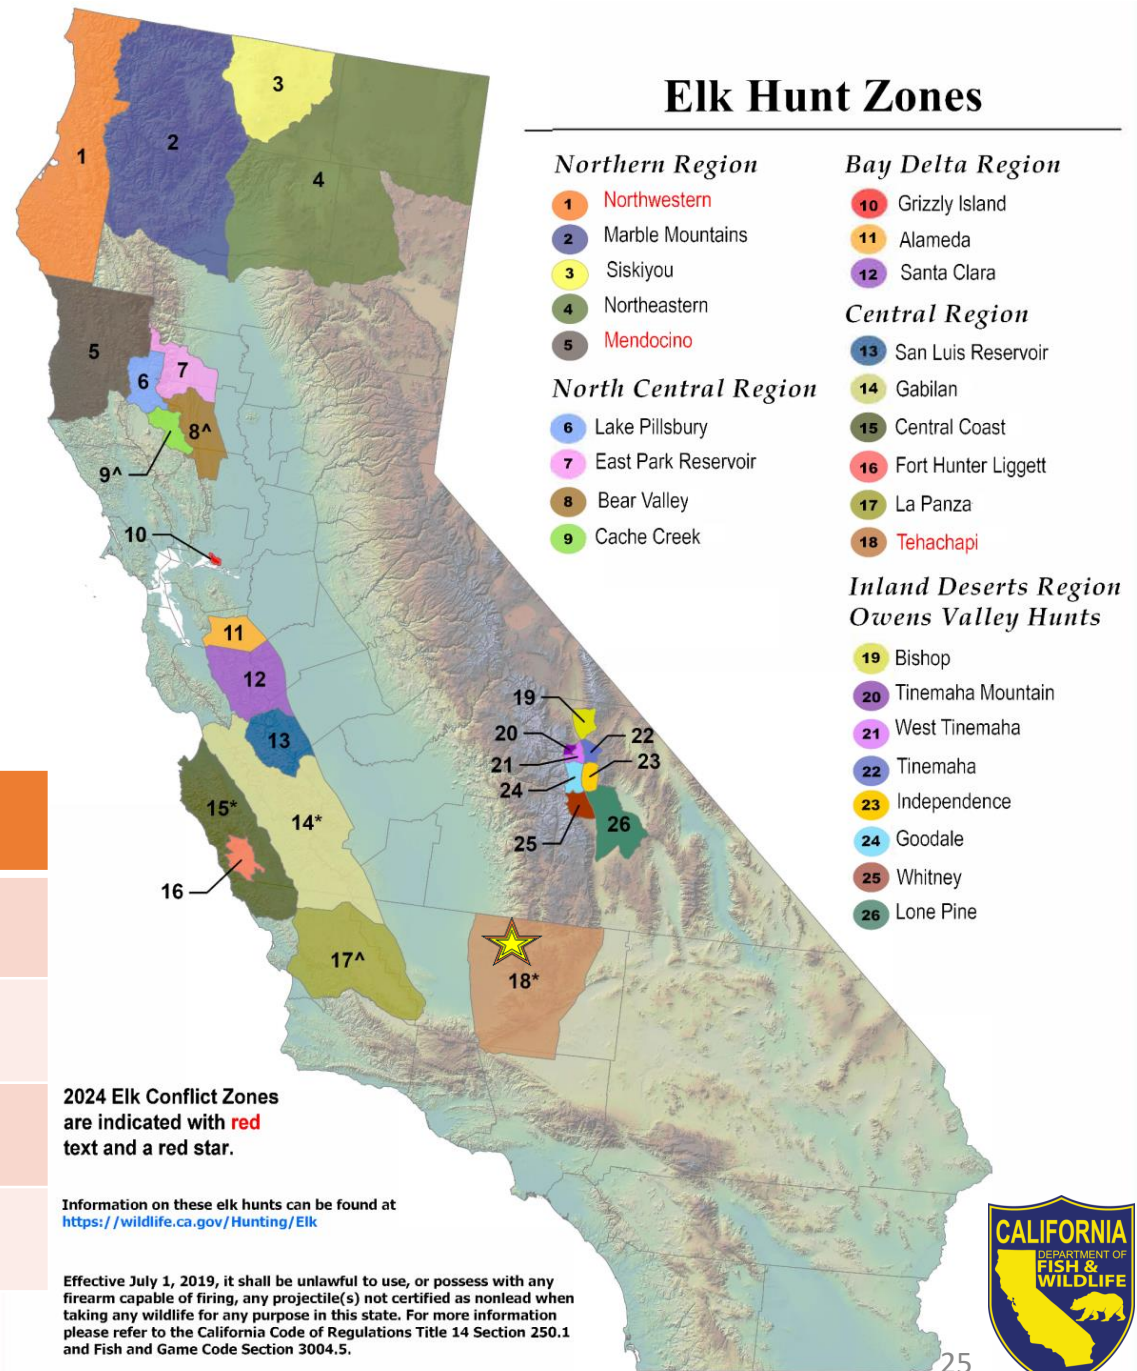 Elk Hunt Zones
Northern Region
1 Northwestern
2 Marble Mountains
3 Siskiyou
4 Northeastern
5 Mendocino
North Central Region
6 Lake Pillsbury
7 East Park Reservoir
8 Bear Valley
9 Cache Creek
Bay Delta Region
10 Grizzly Island
11 Alameda
12 Santa Clara
Central Region
13 San Luis Reservoir
14 Gabilan
15 Central Coast
16 Fort Hunter Liggett
17 La Panza
18 Tehachapi
Inland Deserts Region
Owens Valley Hunts
19 Bishop
20 Tinemaha Mountain
21 West Tinemaha
22 Tinemaha
23 Independence
24 Goodale
25 Whitney
26 Lone Pine
1
2
3
4
5
6
7
8^
9^
10
11
12
13
14*
15*
16
17^
18*
19
20
21
22
23
24
25
26
2024 Elk Conflict Zones
are indicated with red
text and a red star.
Information on these elk hunts can be found at
https://wildlife.ca.gov/Hunting/Elk
Effective July 1, 2019, it shall be unlawful to use, or possess with any
firearm capable of firing, any projectile(s) not certified as nonlead when
taking any wildlife for any purpose in this state. For more information
please refer to the California Code of Regulations Title 14 Section 250.1
and Fish and Game Code Section 3004.5.
CALIFORNIA
DEPARTMENT OF
FISH &
WILDLIFE
25